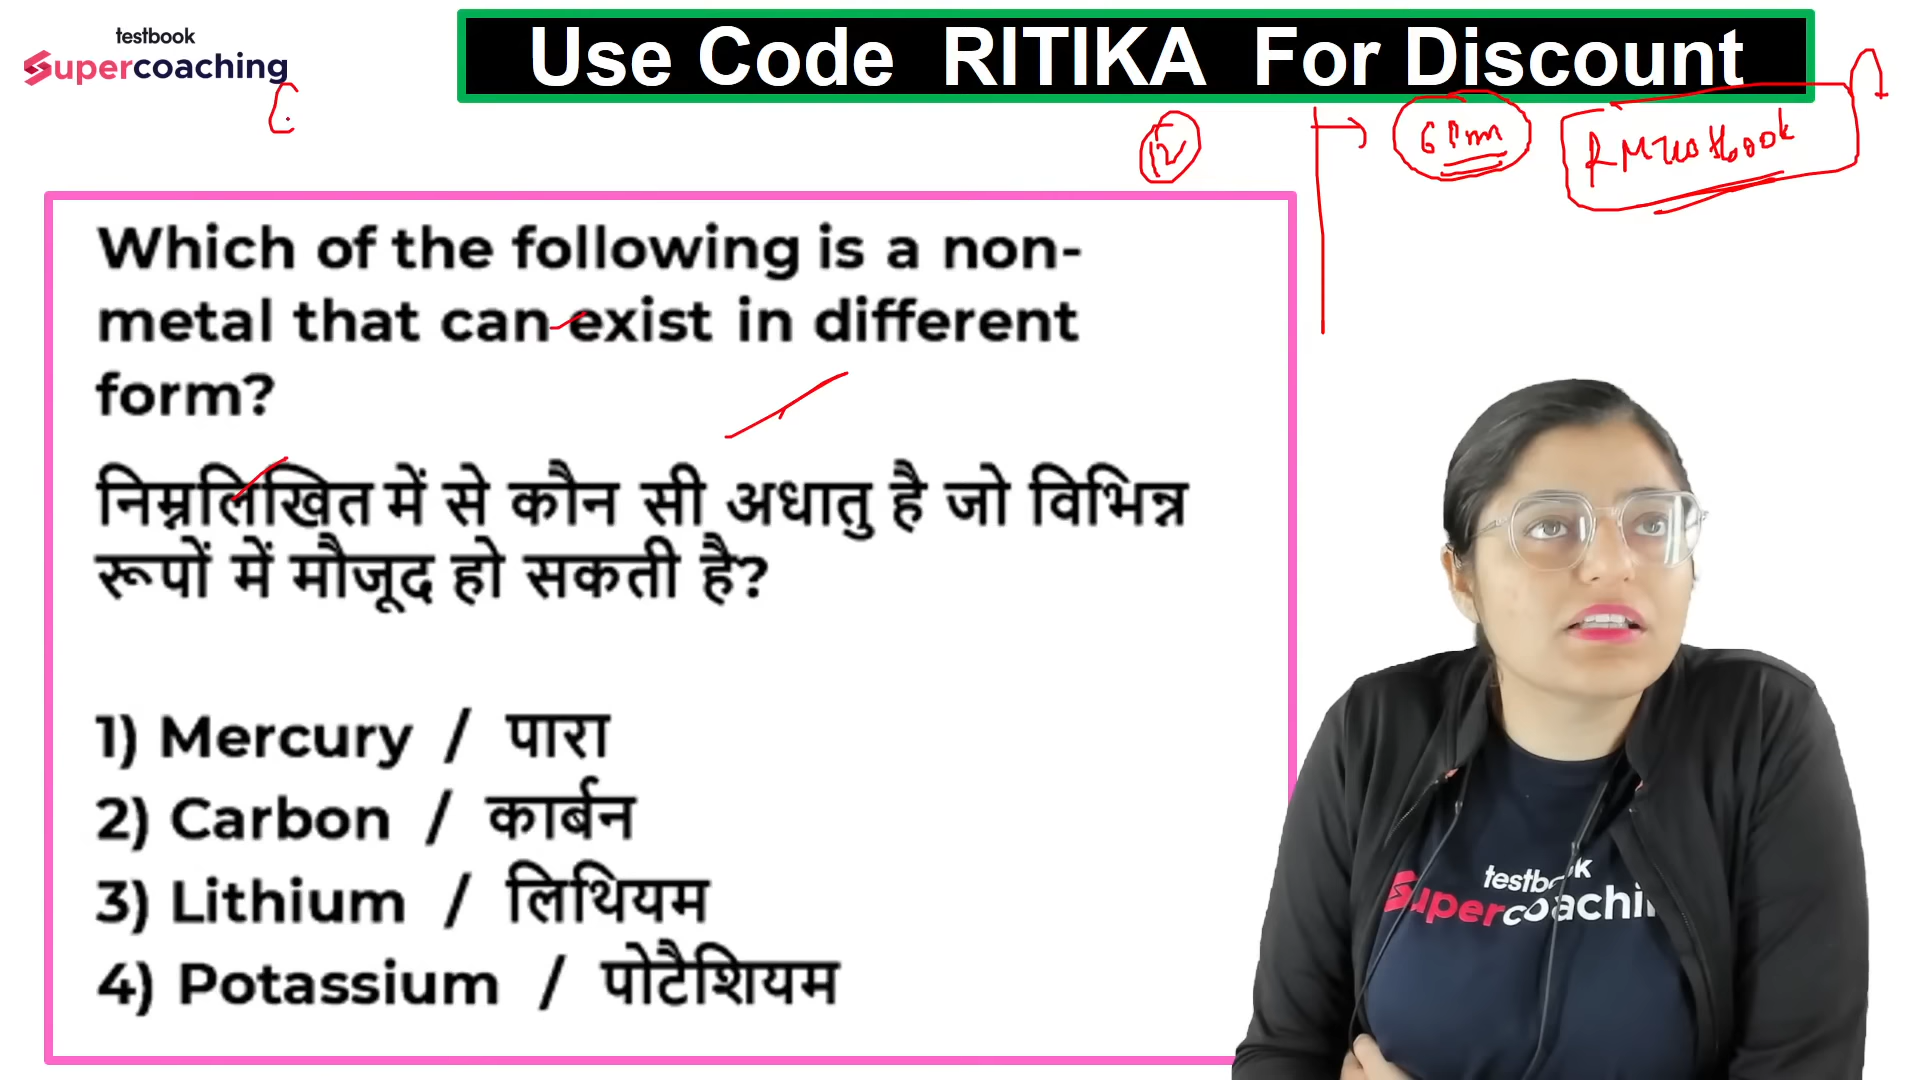 testbook
Supercoaching
Use Code RITIKA For Discount
12
6 Pm
RMTestbook
Which of the following is a non-
metal that can exist in different
form?
निम्नलिखित में से कौन सी अधातु है जो विभिन्न
रूपों में मौजूद हो सकती है?
1) Mercury / पारा
2) Carbon / कार्बन
3) Lithium / लिथियम
4) Potassium / पोटैशियम
testbook
Supercoachi